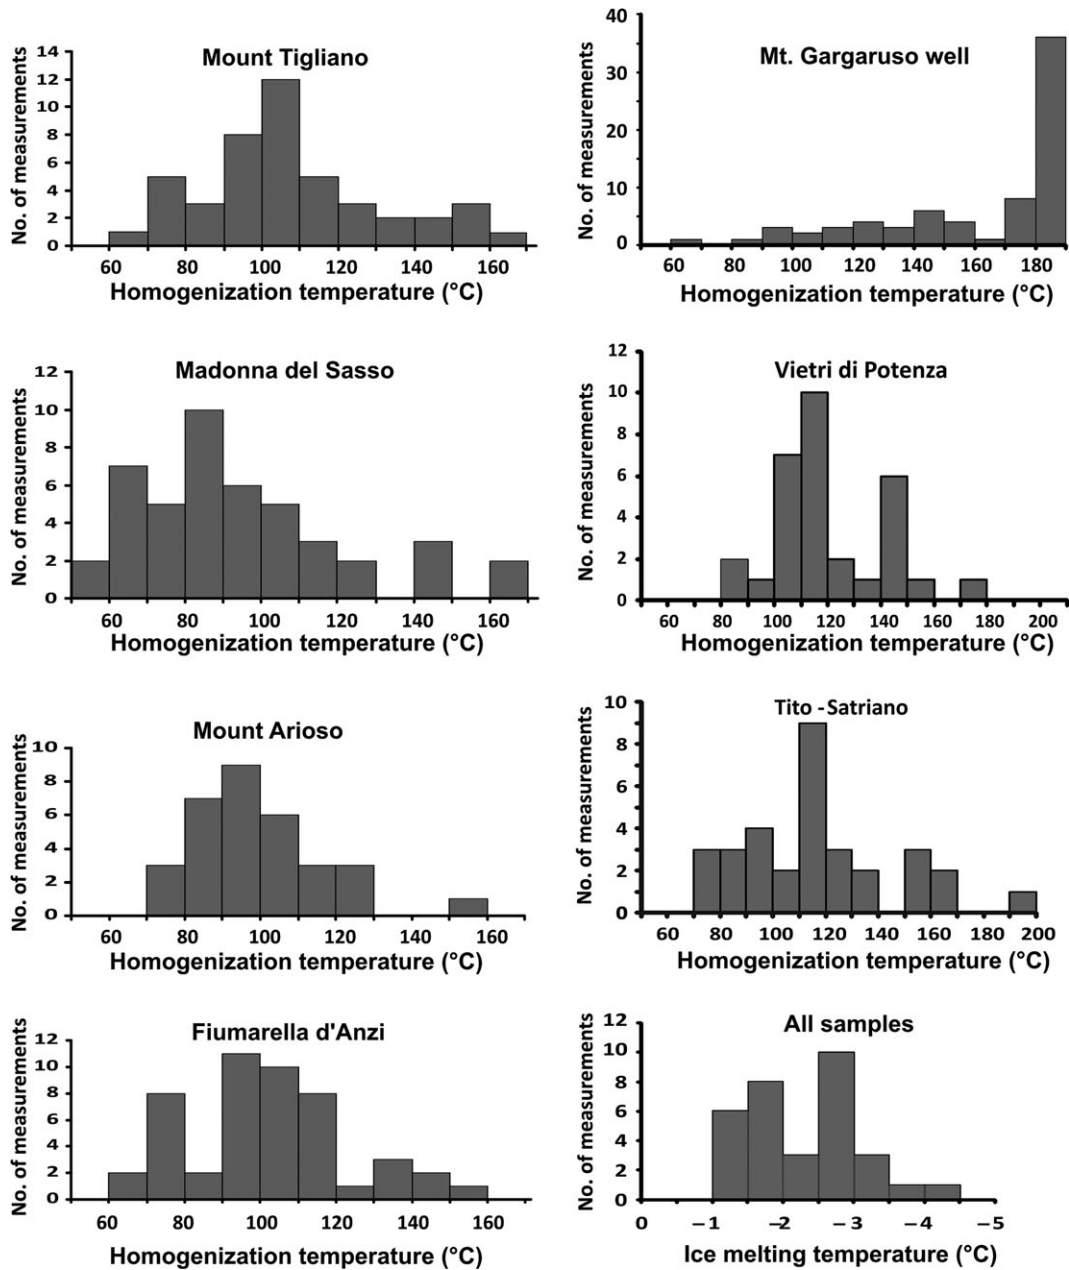 Mount Tigliano
No. of measurements
14
12
10
8
6
4
2
0
60 80 100 120 140 160
Homogenization temperature (°C)
Mt. Gargaruso well
No. of measurements
40
30
20
10
0
60 80 100 120 140 160 180
Homogenization temperature (°C)
Madonna del Sasso
No. of measurements
12
10
8
6
4
2
0
60 80 100 120 140 160
Homogenization temperature (°C)
Vietri di Potenza
No. of measurements
12
10
8
6
4
2
0
60 80 100 120 140 160 180 200
Homogenization temperature (°C)
Mount Arioso
No. of measurements
10
8
6
4
2
0
60 80 100 120 140 160
Homogenization temperature (°C)
Tito - Satriano
No. of measurements
10
8
6
4
2
0
60 80 100 120 140 160 180 200
Homogenization temperature (°C)
Fiumarella d'Anzi
No. of measurements
12
10
8
6
4
2
0
60 80 100 120 140 160
Homogenization temperature (°C)
All samples
No. of measurements
12
10
8
6
4
2
0
0 −1 −2 −3 −4 −5
Ice melting temperature (°C)